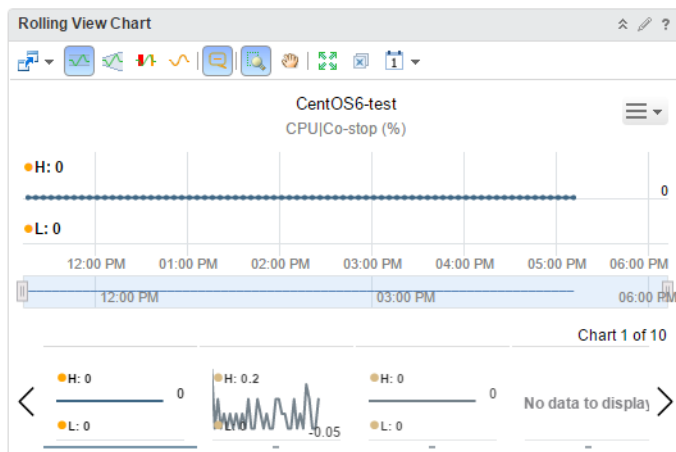 Rolling View Chart
?
1
CentOS6-test
CPU|Co-stop (%)
H: 0
0
L: 0
12:00 PM 01:00 PM 02:00 PM 03:00 PM 04:00 PM 05:00 PM 06:00 PM
12:00 PM 03:00 PM 06:00 PM
Chart 1 of 10
H: 0 H: 0.2 H: 0
0 0 No data to display
L: 0 L: 0 -0.05 L: 0